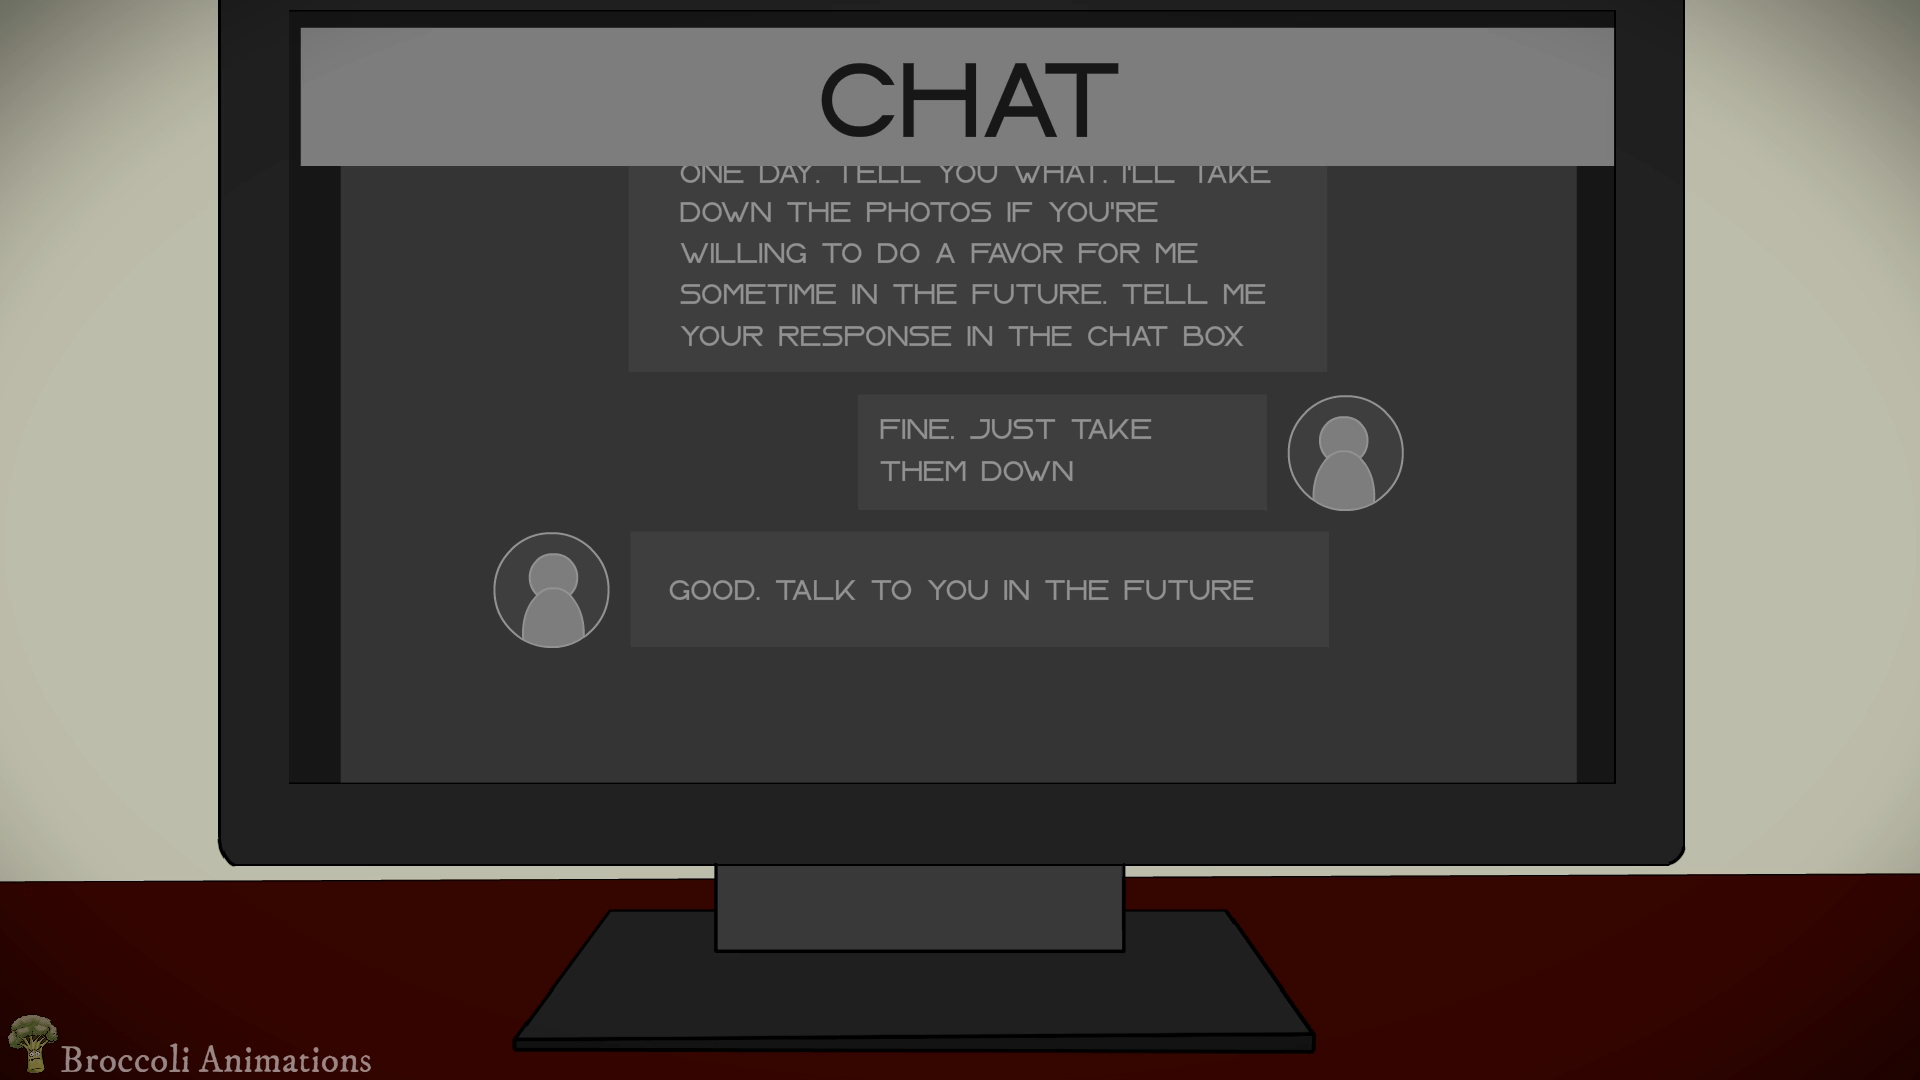 CHAT
ONE DAY. TELL YOU WHAT. I'LL TAKE
DOWN THE PHOTOS IF YOU'RE
WILLING TO DO A FAVOR FOR ME
SOMETIME IN THE FUTURE. TELL ME
YOUR RESPONSE IN THE CHAT BOX
FINE. JUST TAKE
THEM DOWN
GOOD. TALK TO YOU IN THE FUTURE
Broccoli Animations